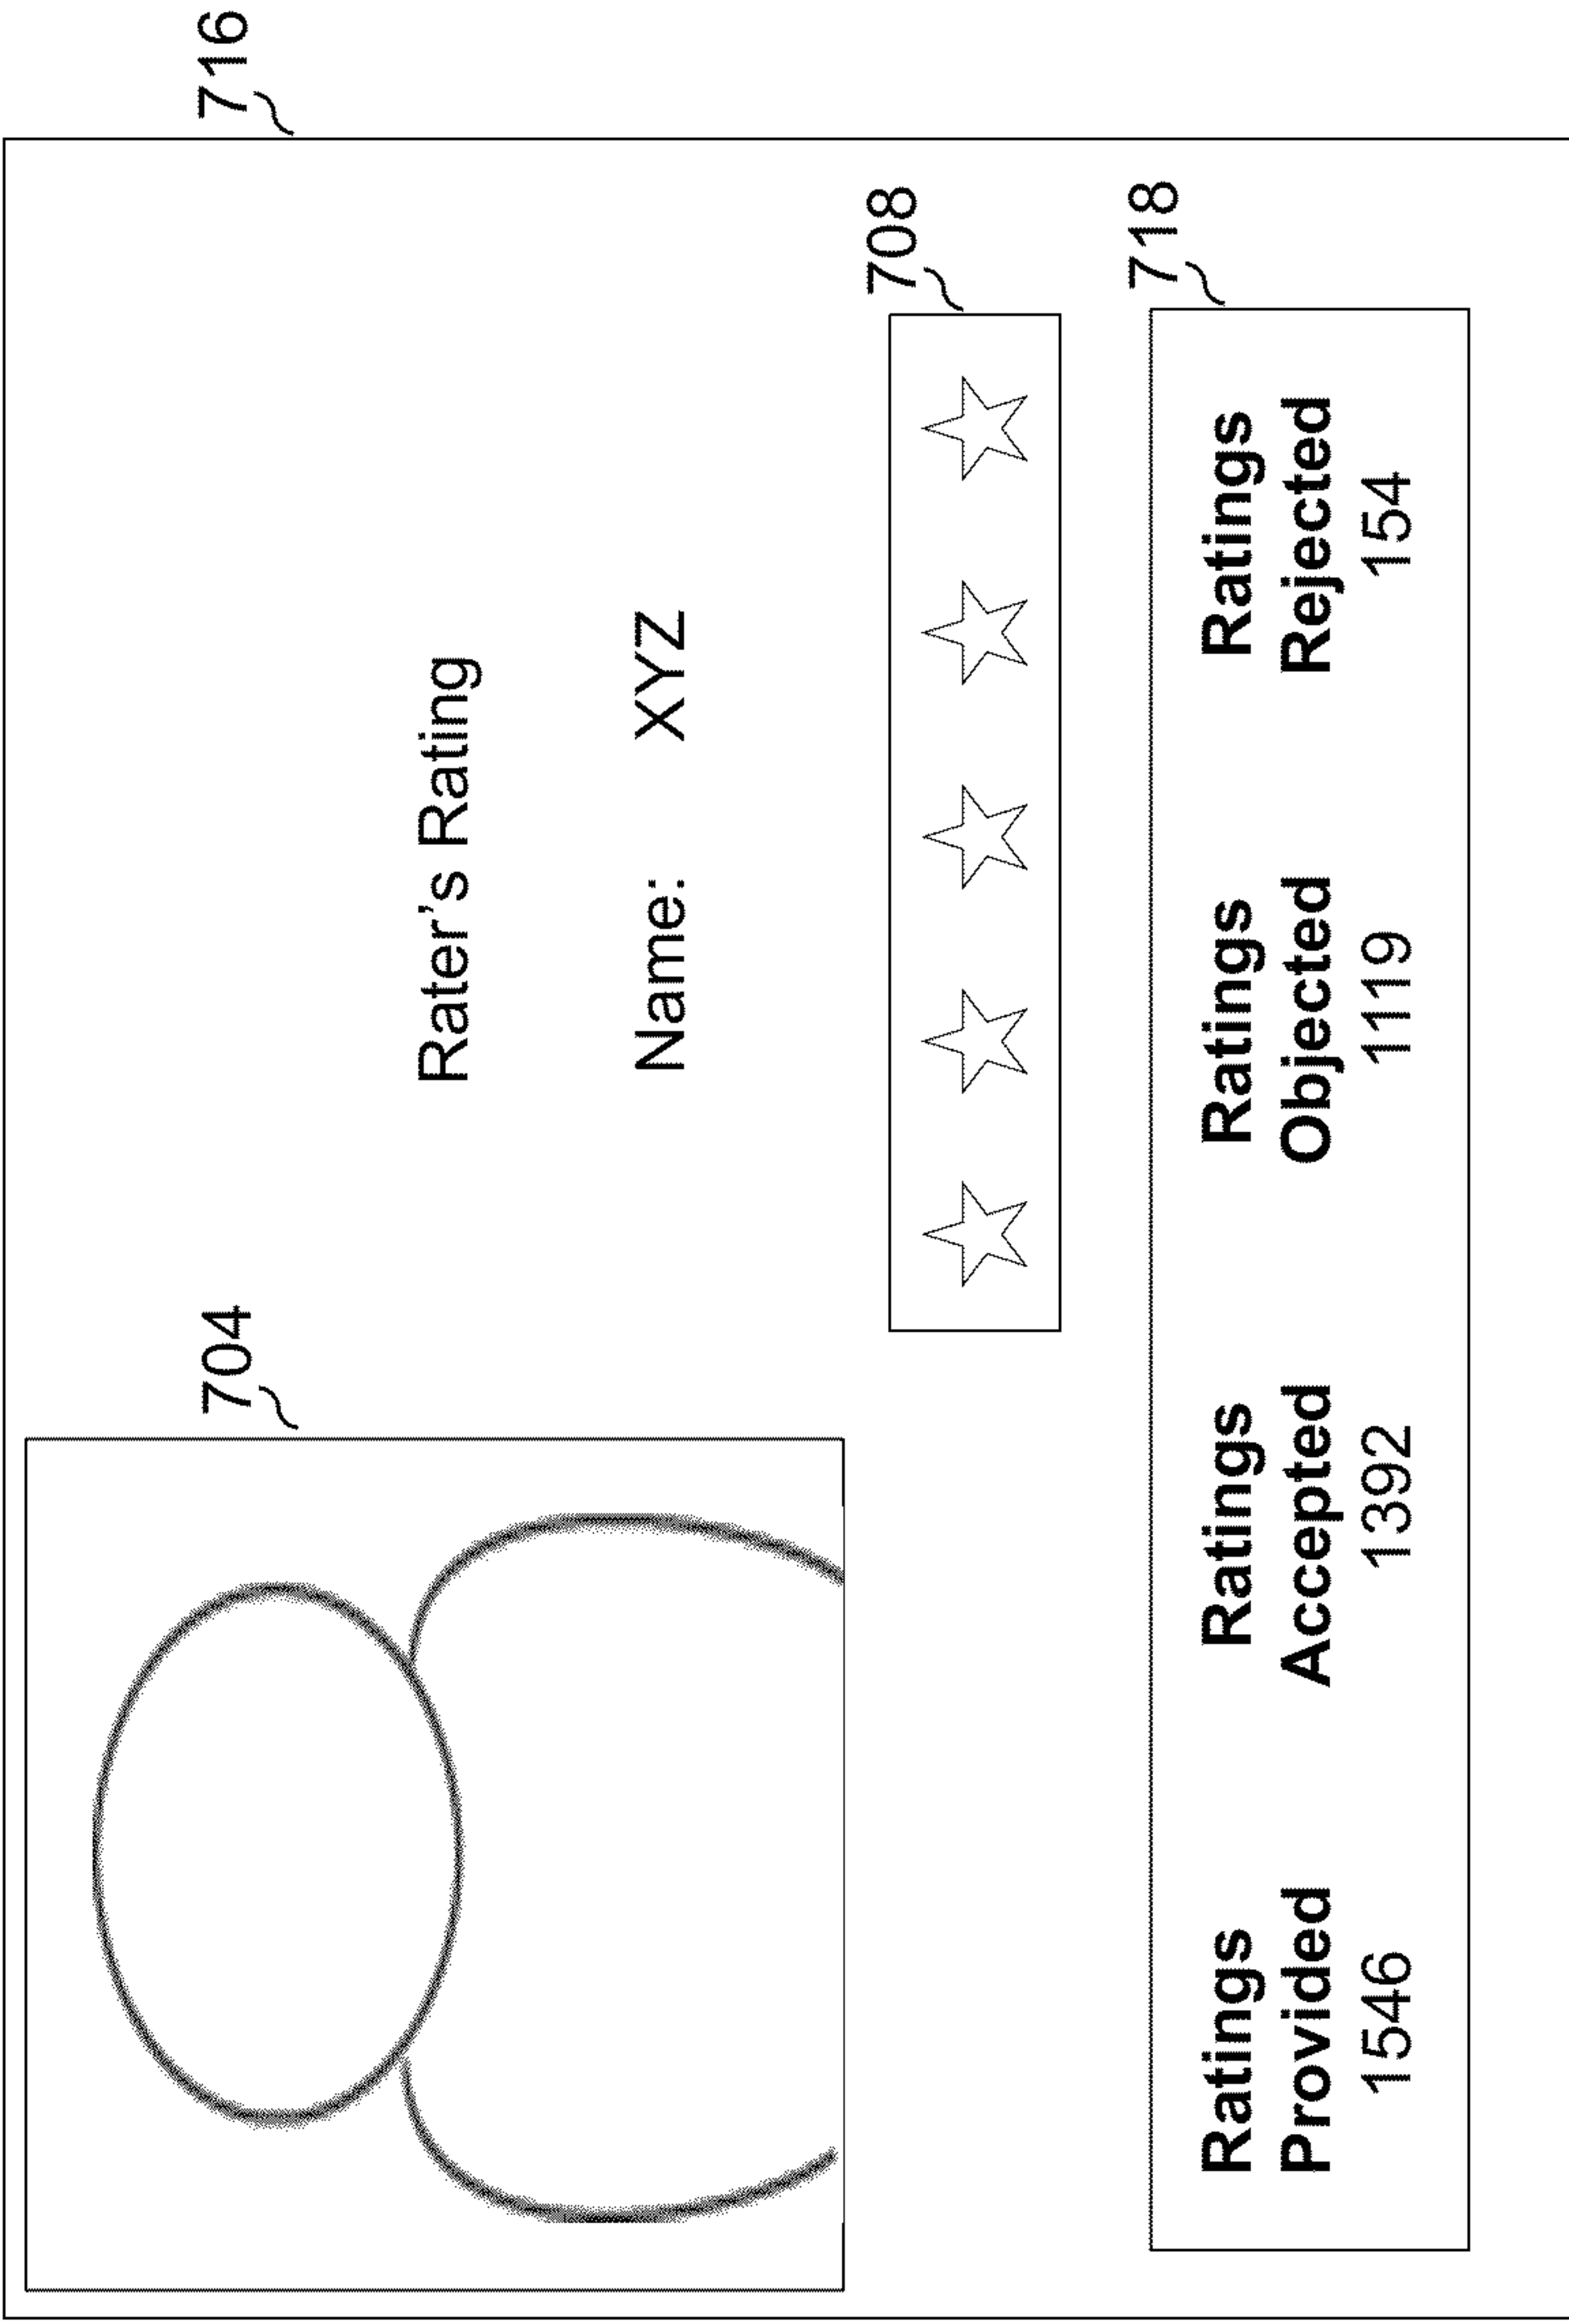 716
704
Rater's Rating
Name: XYZ
708
718
Ratings Provided
1546
Ratings Accepted
1392
Ratings Objected
1119
Ratings Rejected
154